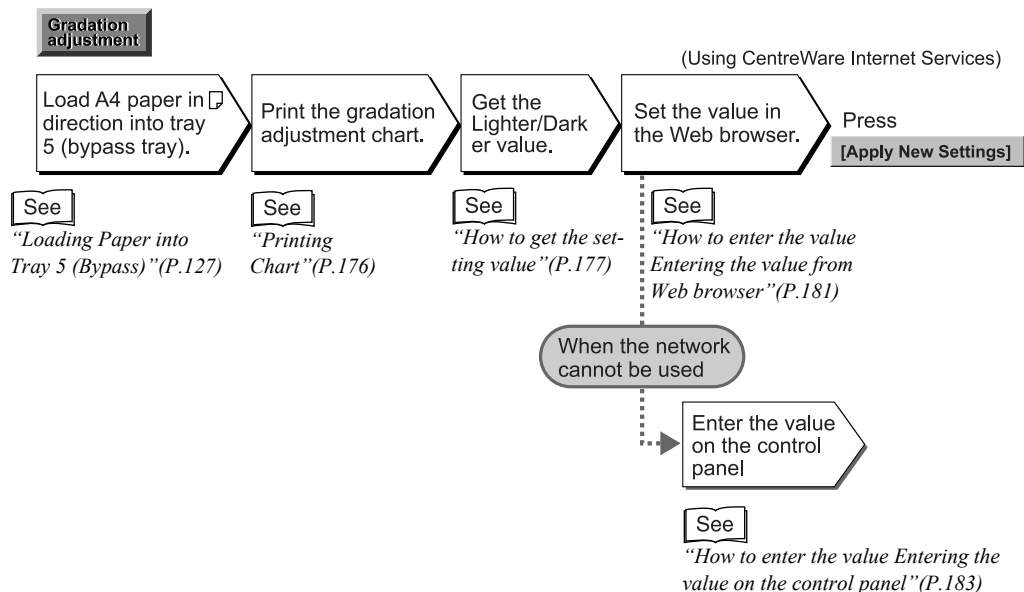 Gradation
adjustment
(Using CentreWare Internet Services)
Load A4 paper in
direction into tray
5 (bypass tray).
Print the gradation
adjustment chart.
Get the
Lighter/Dark
er value.
Set the value in
the Web browser.
Press
[Apply New Settings]
See
“Loading Paper into
Tray 5 (Bypass)”(P.127)
See
“Printing
Chart”(P.176)
See
“How to get the set-
ting value”(P.177)
See
“How to enter the value
Entering the value from
Web browser”(P.181)
When the network
cannot be used
Enter the value
on the control
panel
See
“How to enter the value Entering the
value on the control panel”(P.183)